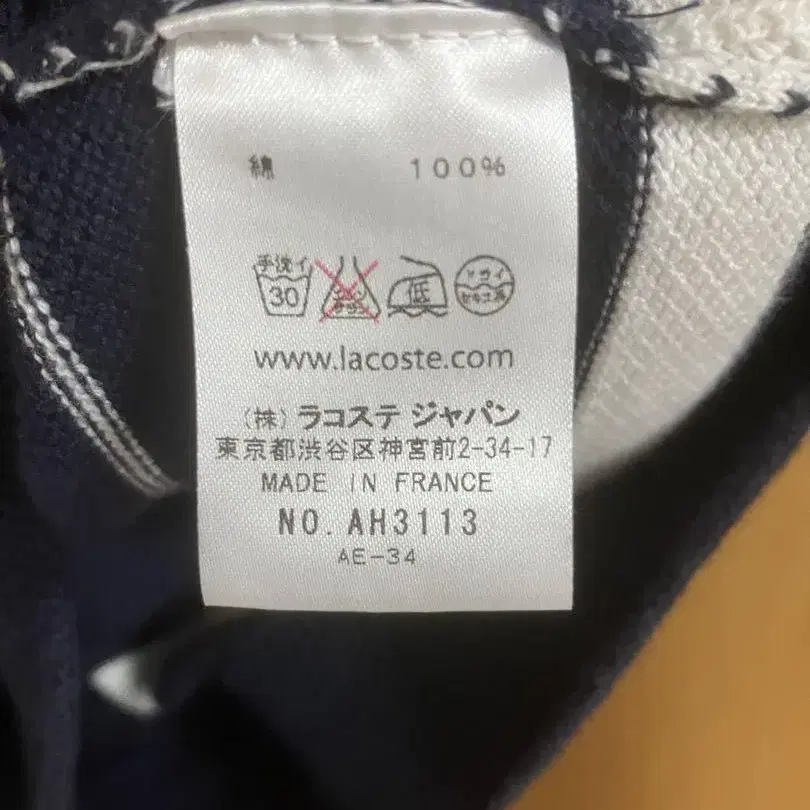 綿 100%
手洗イ
30
低
ドライ
セキユ系
www.lacoste.com
(株) ラコステ ジャパン
東京都渋谷区神宮前2-34-17
MADE IN FRANCE
NO. AH3113
AE-34